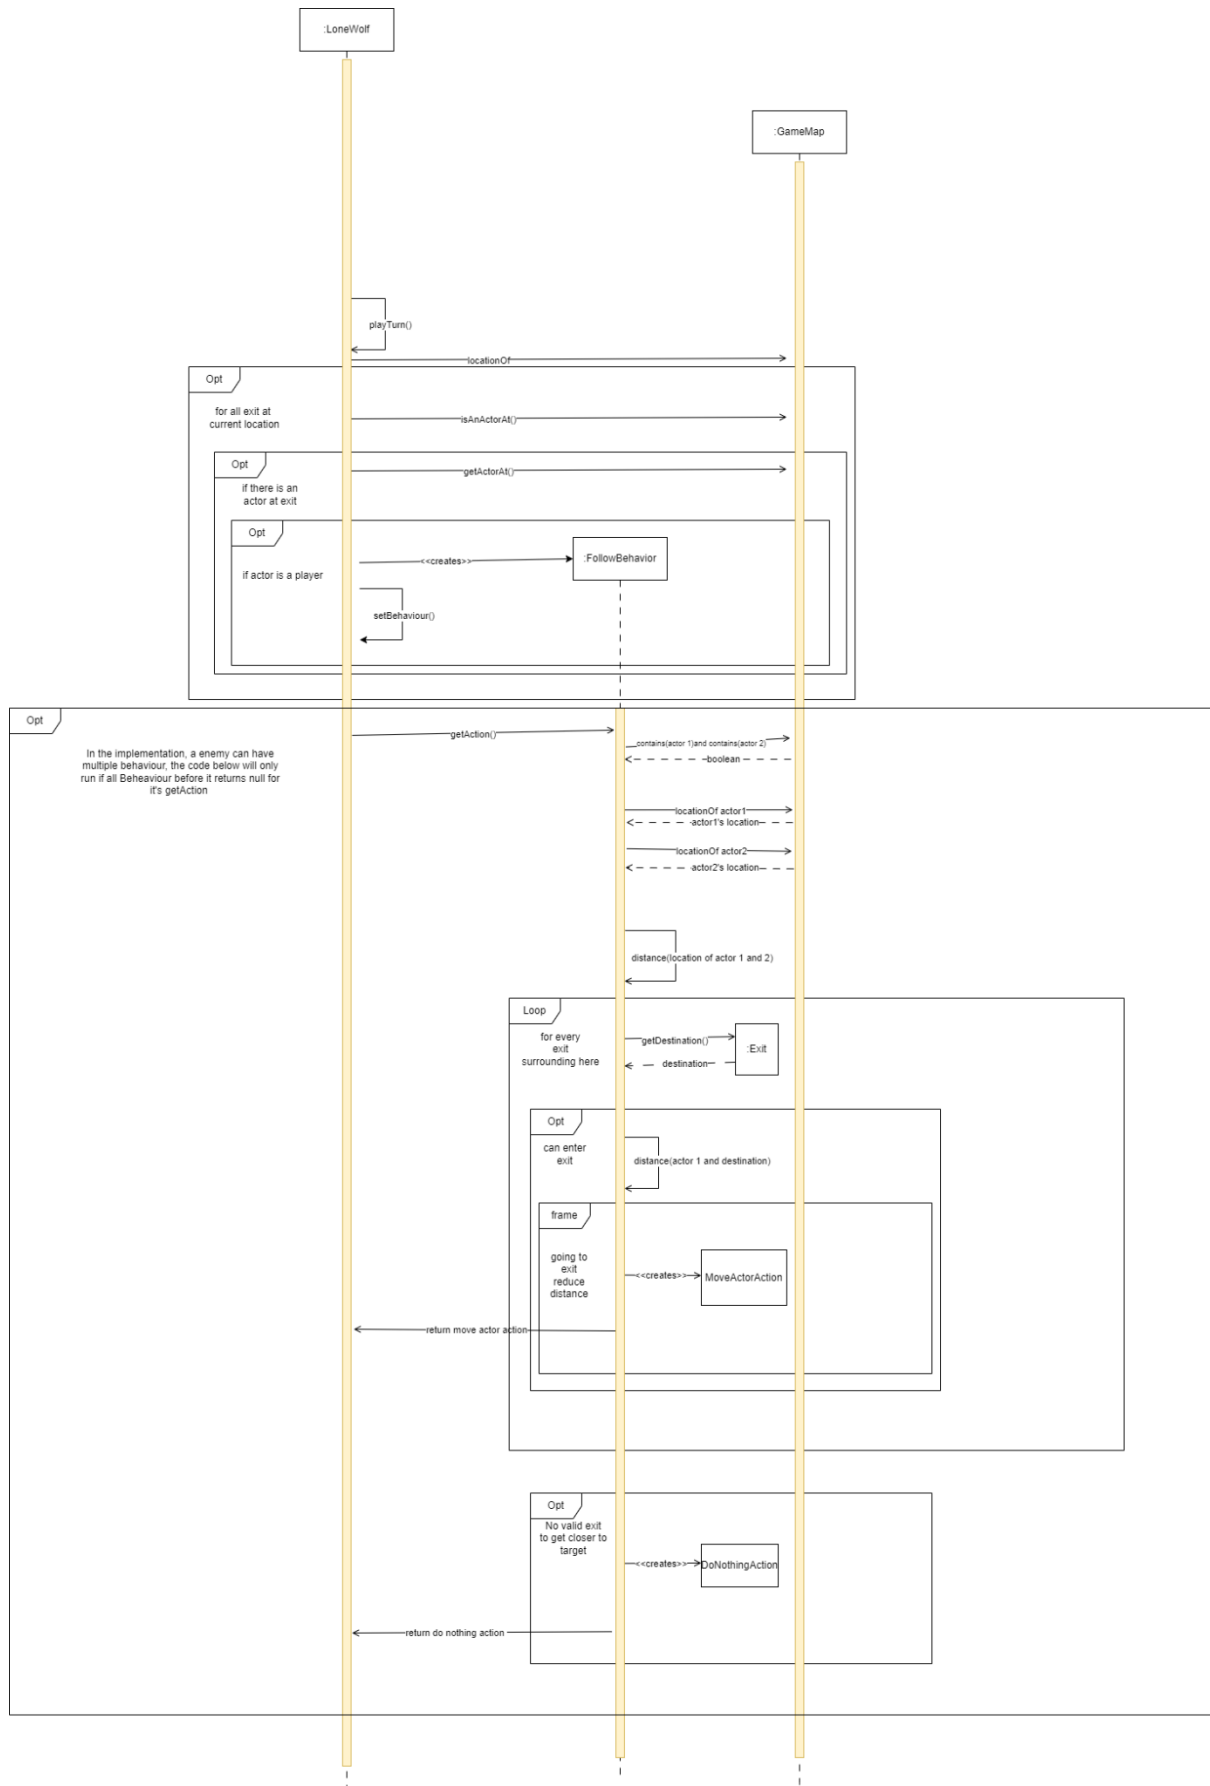 :LoneWolf
:GameMap
playTurn()
locationOf
Opt
for all exit at
current location
isAnActorAt()
Opt
getActorAt()
if there is an
actor at exit
Opt
<<creates>>
:FollowBehavior
if actor is a player
setBehaviour()
Opt
getAction()
In the implementation, a enemy can have
multiple behaviour, the code below will only
run if all Beheaviour before it returns null for
it's getAction
contains(actor 1)and contains(actor 2)
boolean
locationOf actor1
actor1's location
locationOf actor2
actor2's location
distance(location of actor 1 and 2)
Loop
for every
exit
surrounding here
getDestination()
:Exit
destination
Opt
can enter
exit
distance(actor 1 and destination)
frame
going to
exit
reduce
distance
<<creates>>
MoveActorAction
return move actor action
Opt
No valid exit
to get closer to
target
<<creates>>
DoNothingAction
return do nothing action